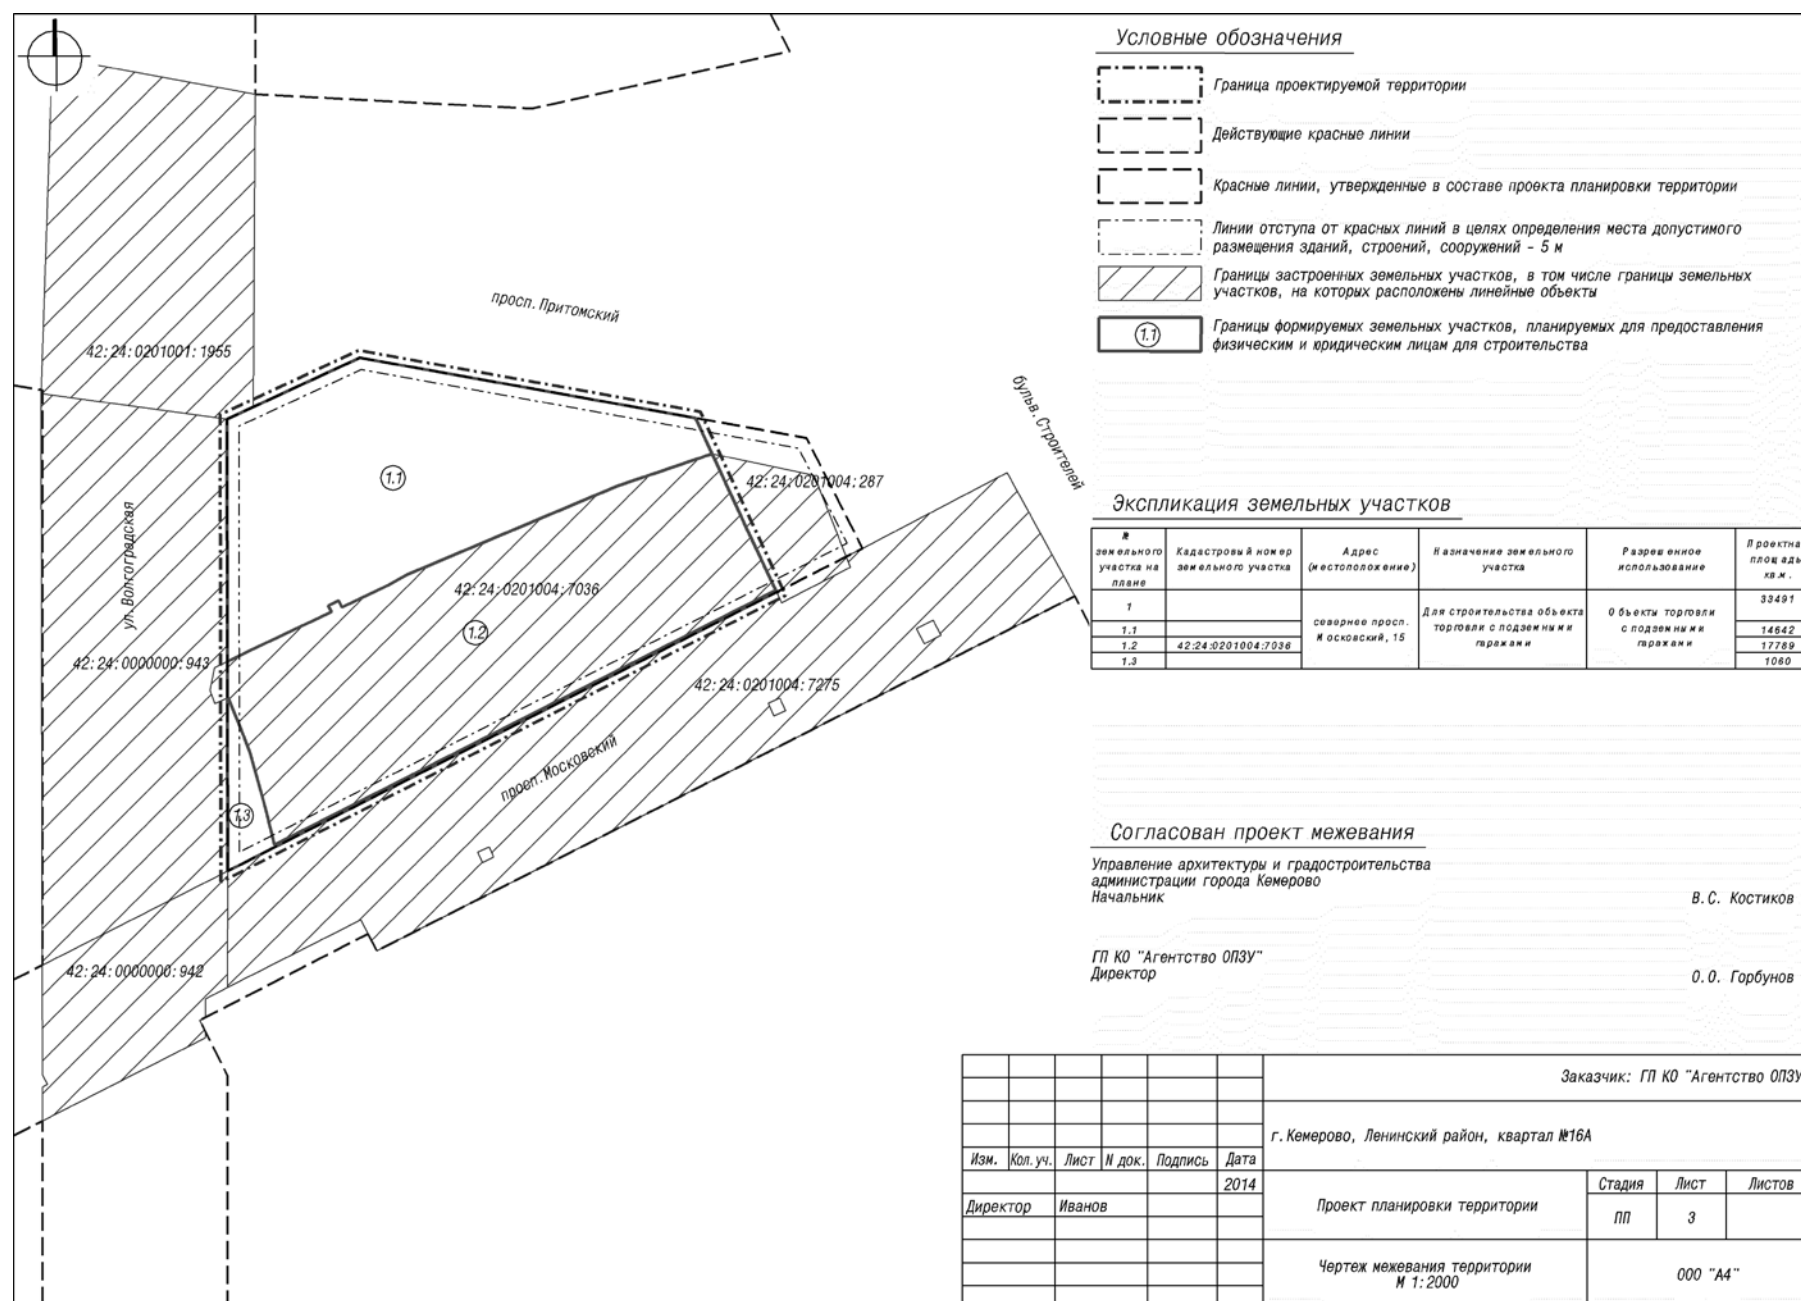 Условные обозначения
Граница проектируемой территории
Действующие красные линии
Красные линии, утвержденные в составе проекта планировки территории
Линии отступа от красных линий в целях определения места допустимого
размещения зданий, строений, сооружений - 5 м
Границы застроенных земельных участков, в том числе границы земельных
участков, на которых расположены линейные объекты
1.1
Границы формируемых земельных участков, планируемых для предоставления
физическим и юридическим лицам для строительства
просп. Притомский
42:24:0201001:1955
бульв. Строителей
1.1
42:24:0201004:287
ул. Волгоградская
42:24:0201004:7036
1.2
42:24:0000000:943
42:24:0201004:7275
просп. Московский
1.3
42:24:0000000:942
Экспликация земельных участков
№ земельного участка на плане
Кадастровый номер земельного участка
Адрес (местоположение)
Назначение земельного участка
Разрешенное использование
Проектна площадь кв.м.
1
33491
севернее просп. Московский, 15
Для строительства объекта торговли с подземными гаражами
Объекты торговли с подземными гаражами
1.1
14642
1.2
42:24:0201004:7036
17789
1.3
1060
Согласован проект межевания
Управление архитектуры и градостроительства
администрации города Кемерово
Начальник
В.С. Костиков
ГП КО "Агентство ОПЗУ"
Директор
О.О. Горбунов
Заказчик: ГП КО "Агентство ОПЗУ
г. Кемерово, Ленинский район, квартал №16А
Изм. Кол.уч. Лист N док. Подпись Дата
2014
Директор Иванов
Проект планировки территории
Стадия Лист Листов
ПП 3
Чертеж межевания территории
М 1:2000
ООО "А4"